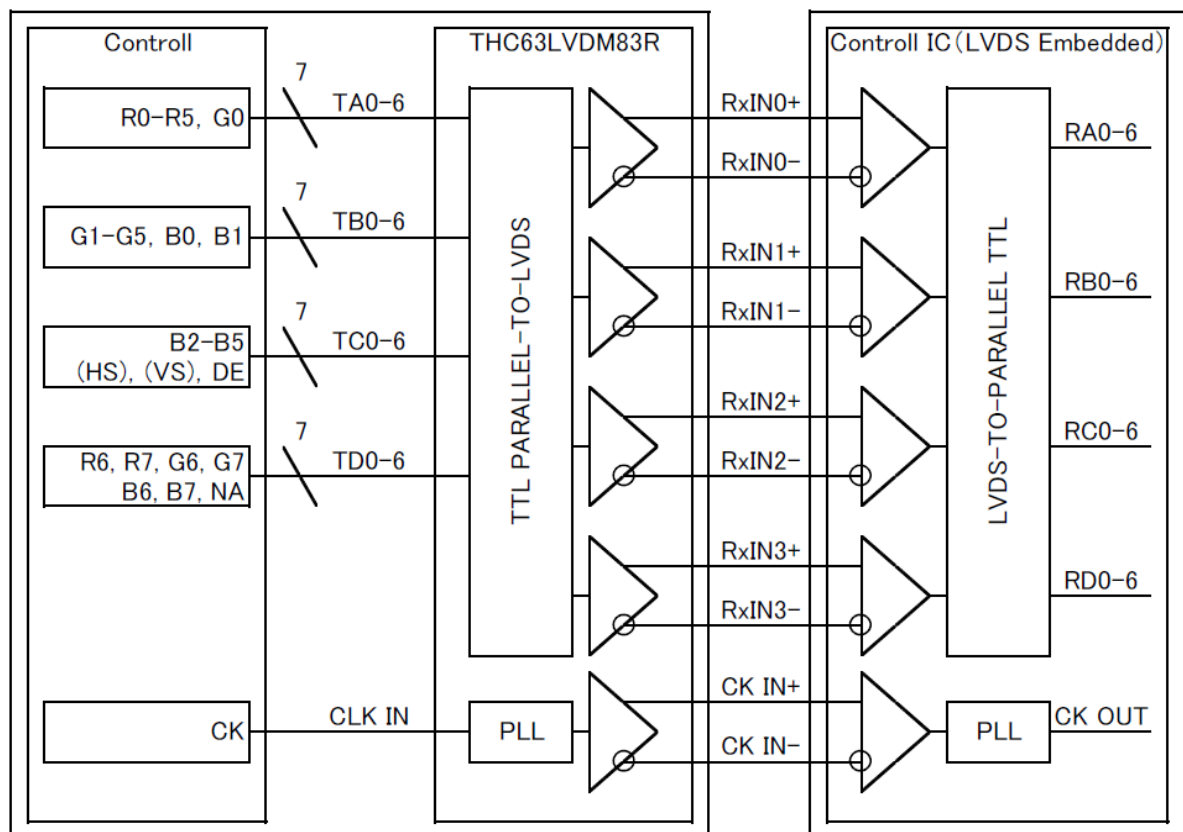 Controll
THC63LVDM83R
Controll IC(LVDS Embedded)
R0-R5, G0
7
TA0-6
RxIN0+
RxIN0-
RA0-6
G1-G5, B0, B1
7
TB0-6
RxIN1+
RxIN1-
RB0-6
B2-B5
(HS), (VS), DE
7
TC0-6
RxIN2+
RxIN2-
RC0-6
R6, R7, G6, G7
B6, B7, NA
7
TD0-6
RxIN3+
RxIN3-
RD0-6
TTL PARALLEL-TO-LVDS
LVDS-TO-PARALLEL TTL
CK
CLK IN
PLL
CK IN+
CK IN-
PLL
CK OUT